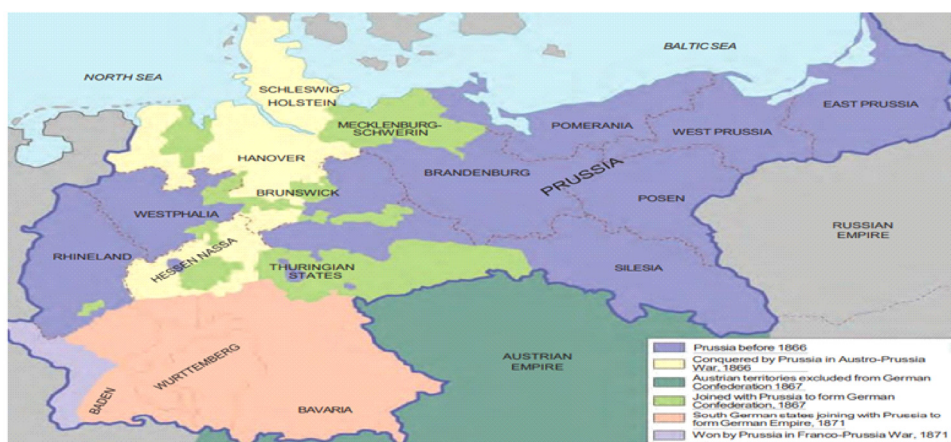 BALTIC SEA
NORTH SEA
SCHLESWIG-
HOLSTEIN
EAST PRUSSIA
MECKLENBURG-
SCHWERIN
POMERANIA
WEST PRUSSIA
HANOVER
BRANDENBURG
PRUSSIA
BRUNSWICK
POSEN
WESTPHALIA
RUSSIAN
EMPIRE
RHINELAND
HESSEN NASSA
THURINGIAN
STATES
SILESIA
WURTTEMBERG
AUSTRIAN
EMPIRE
BADEN
BAVARIA
Prussia before 1866
Conquered by Prussia in Austro-Prussia
War, 1866
Austrian territories excluded from German
Confederation 1867
Joined with Prussia to form German
Confederation, 1867
South German states joining with Prussia to
form German Empire, 1871
Won by Prussia in Franco-Prussia War, 1871